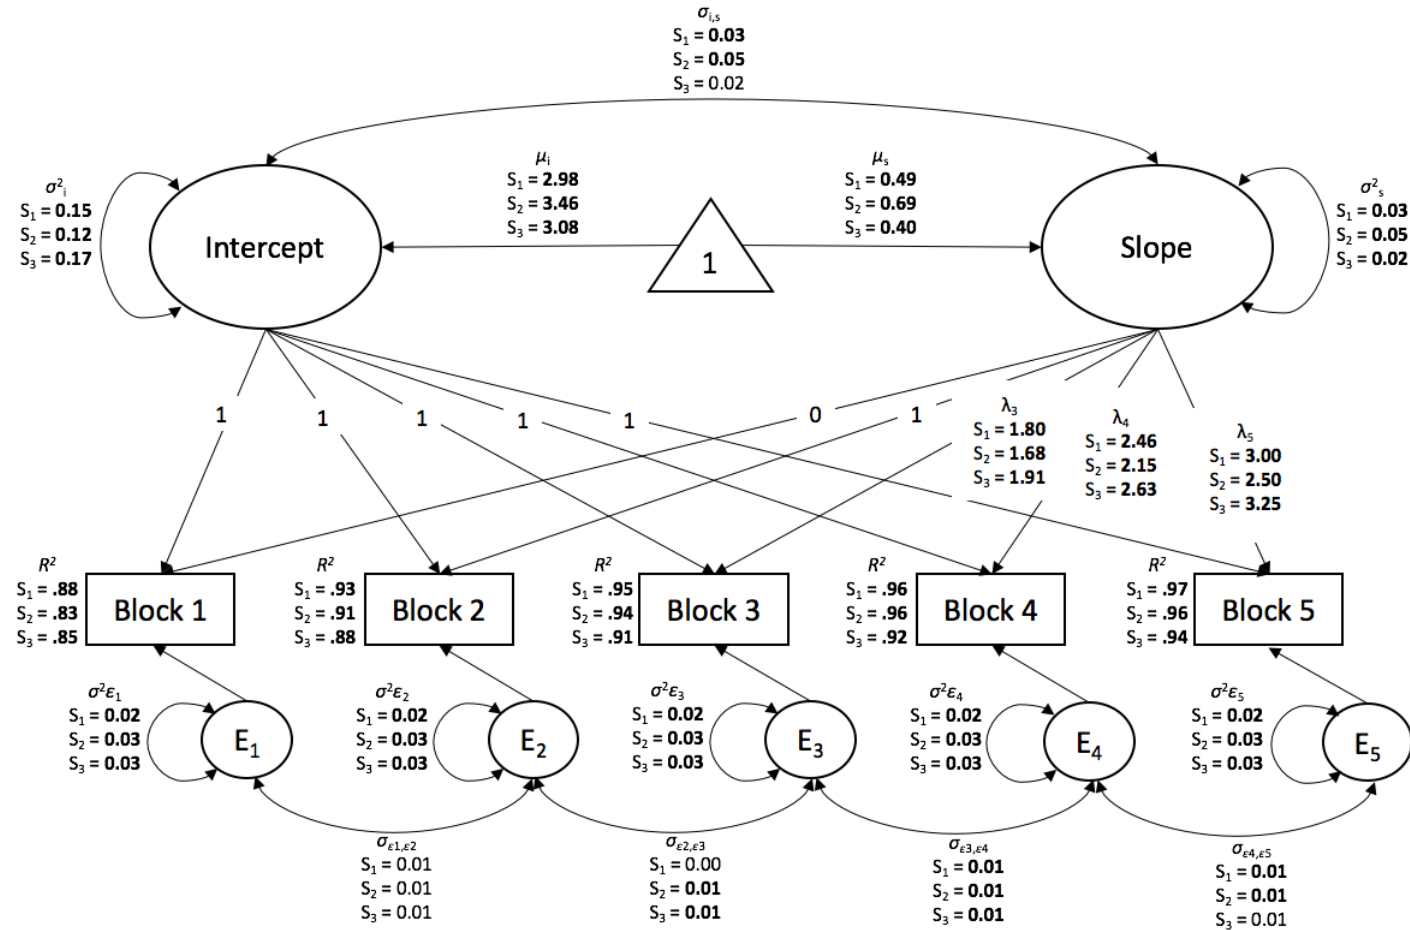 σi,s
S1 = 0.03
S2 = 0.05
S3 = 0.02
σ²i
S1 = 0.15
S2 = 0.12
S3 = 0.17
Intercept
μi
S1 = 2.98
S2 = 3.46
S3 = 3.08
1
μs
S1 = 0.49
S2 = 0.69
S3 = 0.40
Slope
σ²s
S1 = 0.03
S2 = 0.05
S3 = 0.02
1
1
1
1
1
0
1
λ3
S1 = 1.80
S2 = 1.68
S3 = 1.91
λ4
S1 = 2.46
S2 = 2.15
S3 = 2.63
λ5
S1 = 3.00
S2 = 2.50
S3 = 3.25
R²
S1 = .88
S2 = .83
S3 = .85
Block 1
R²
S1 = .93
S2 = .91
S3 = .88
Block 2
R²
S1 = .95
S2 = .94
S3 = .91
Block 3
R²
S1 = .96
S2 = .96
S3 = .92
Block 4
R²
S1 = .97
S2 = .96
S3 = .94
Block 5
σ²ε1
S1 = 0.02
S2 = 0.03
S3 = 0.03
E1
σ²ε2
S1 = 0.02
S2 = 0.03
S3 = 0.03
E2
σ²ε3
S1 = 0.02
S2 = 0.03
S3 = 0.03
E3
σ²ε4
S1 = 0.02
S2 = 0.03
S3 = 0.03
E4
σ²ε5
S1 = 0.02
S2 = 0.03
S3 = 0.03
E5
σε1,ε2
S1 = 0.01
S2 = 0.01
S3 = 0.01
σε2,ε3
S1 = 0.00
S2 = 0.01
S3 = 0.01
σε3,ε4
S1 = 0.01
S2 = 0.01
S3 = 0.01
σε4,ε5
S1 = 0.01
S2 = 0.01
S3 = 0.01